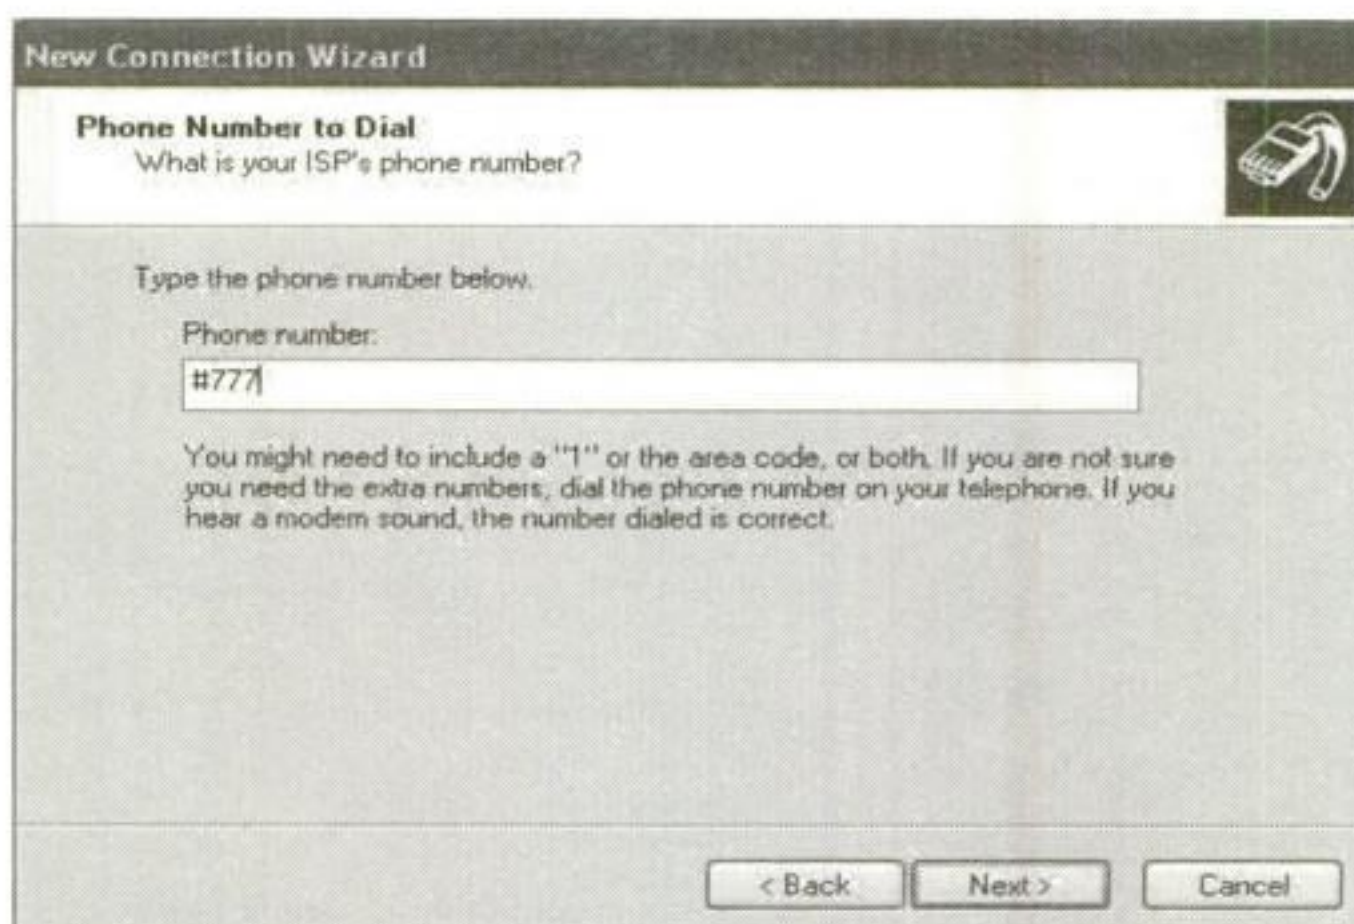 New Connection Wizard
Phone Number to Dial
What is your ISP's phone number?
Type the phone number below.
Phone number:
#777
You might need to include a "1" or the area code, or both. If you are not sure
you need the extra numbers, dial the phone number on your telephone. If you
hear a modem sound, the number dialed is correct.
< Back
Next >
Cancel